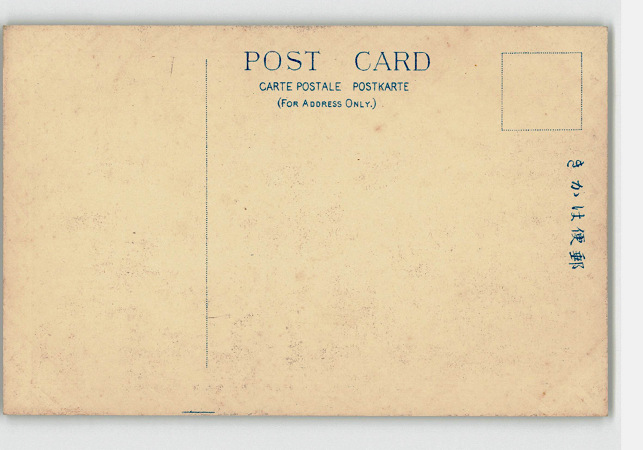 POST CARD
CARTE POSTALE POSTKARTE
(FOR ADDRESS ONLY.)
きかは便郵